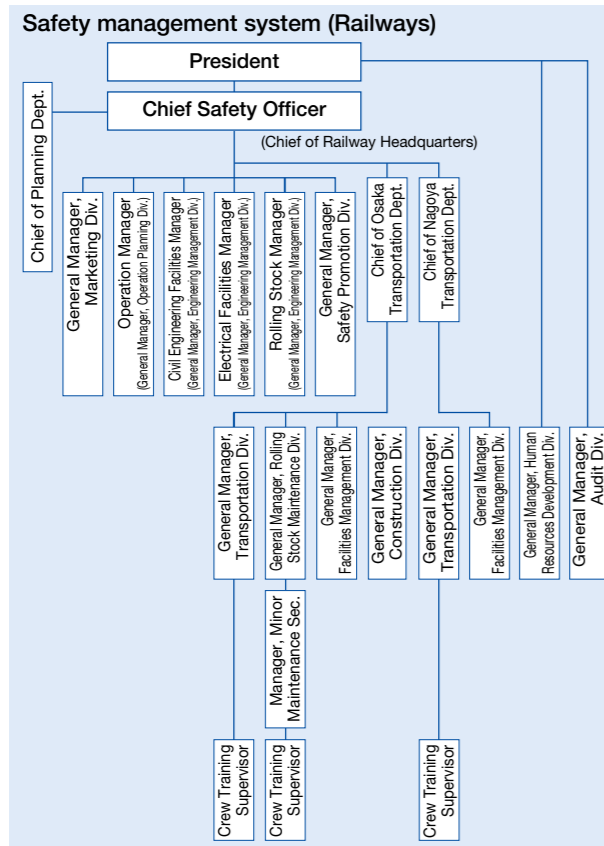 Safety management system (Railways)
President
Chief Safety Officer
(Chief of Railway Headquarters)
Chief of Planning Dept.
General Manager,
Marketing Div.
Operation Manager
(General Manager, Operation Planning Div.)
Civil Engineering Facilities Manager
(General Manager, Engineering Management Div.)
Electrical Facilities Manager
(General Manager, Engineering Management Div.)
Rolling Stock Manager
(General Manager, Engineering Management Div.)
General Manager,
Safety Promotion Div.
Chief of Osaka
Transportation Dept.
Chief of Nagoya
Transportation Dept.
General Manager,
Transportation Div.
General Manager, Rolling
Stock Maintenance Div.
General Manager,
Facilities Management Div.
General Manager,
Construction Div.
General Manager,
Transportation Div.
General Manager,
Facilities Management Div.
General Manager, Human
Resources Development Div.
General Manager,
Audit Div.
Manager, Minor
Maintenance Sec.
Crew Training
Supervisor
Crew Training
Supervisor
Crew Training
Supervisor